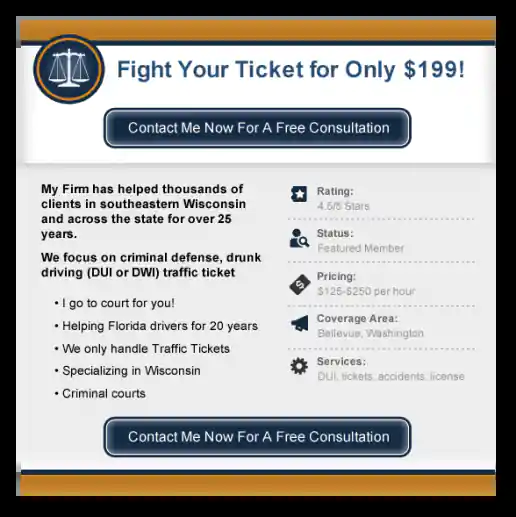 Fight Your Ticket for Only $199!
Contact Me Now For A Free Consultation
My Firm has helped thousands of
clients in southeastern Wisconsin
and across the state for over 25
years.
We focus on criminal defense, drunk
driving (DUI or DWI) traffic ticket
• I go to court for you!
• Helping Florida drivers for 20 years
• We only handle Traffic Tickets
• Specializing in Wisconsin
• Criminal courts
Rating:
4.5/5 Stars
Status:
Featured Member
Pricing:
$125-$250 per hour
Coverage Area:
Bellevue, Washington
Services:
DUI, tickets, accidents, license
Contact Me Now For A Free Consultation